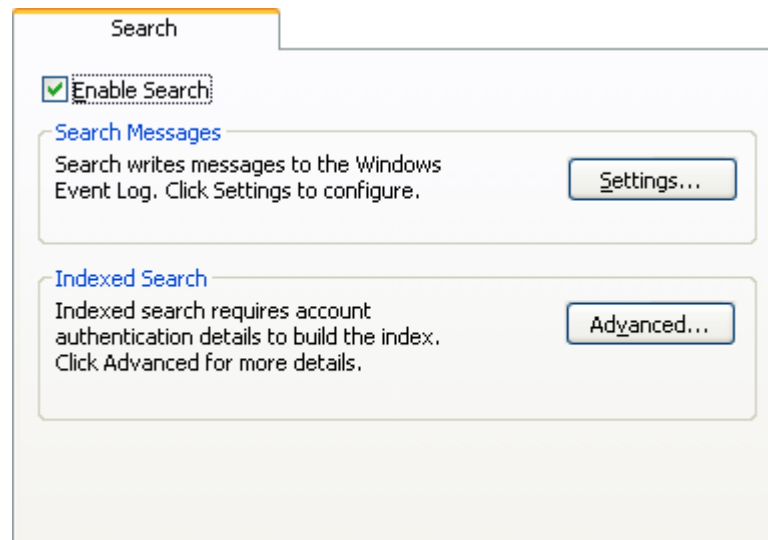 Search
Enable Search
Search Messages
Search writes messages to the Windows
Event Log. Click Settings to configure.
Settings...
Indexed Search
Indexed search requires account
authentication details to build the index.
Click Advanced for more details.
Advanced...